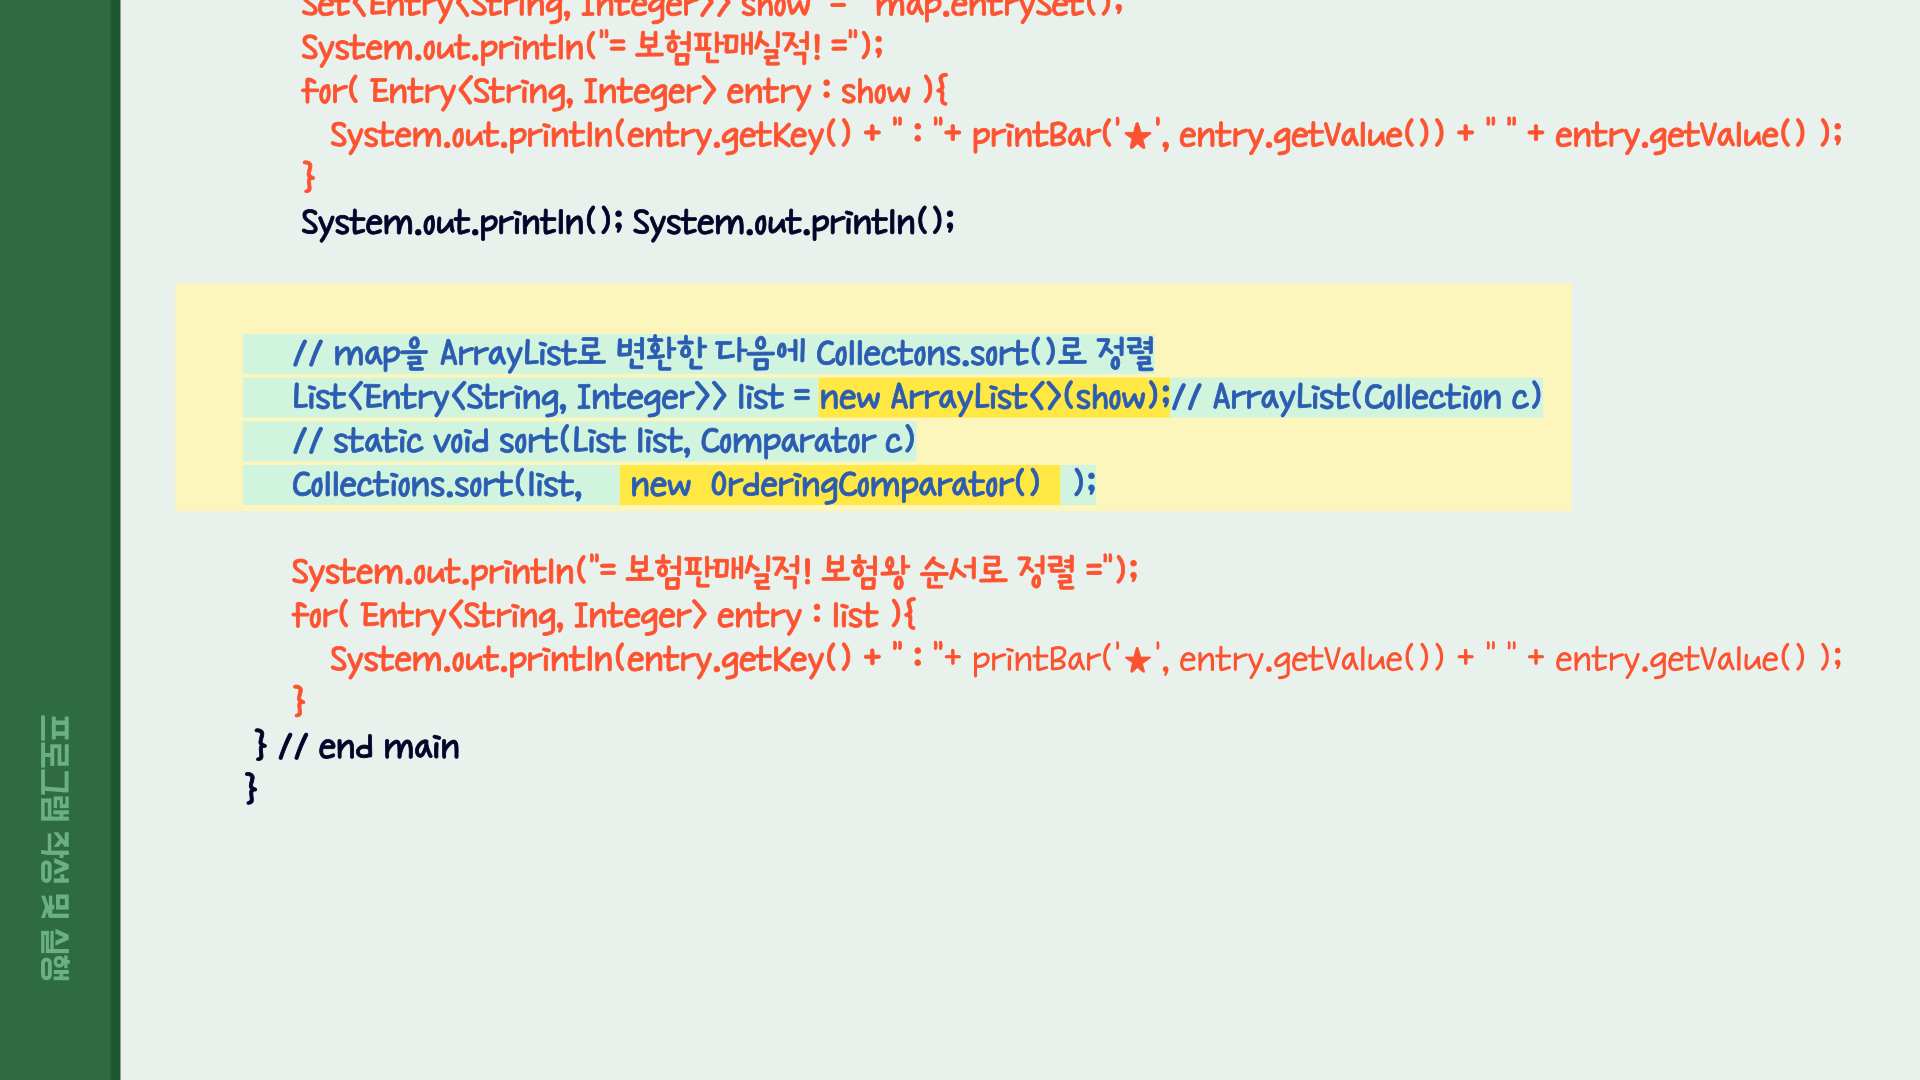 Set<Entry<String, Integer>> show = map.entrySet();
System.out.println("= 보험판매실적! =");
for( Entry<String, Integer> entry : show ){
System.out.println(entry.getKey() + " : "+ printBar('★', entry.getValue()) + " " + entry.getValue() );
}
System.out.println(); System.out.println();
// map을 ArrayList로 변환한 다음에 Collectons.sort()로 정렬
List<Entry<String, Integer>> list = new ArrayList<>(show);// ArrayList(Collection c)
// static void sort(List list, Comparator c)
Collections.sort(list, new OrderingComparator() );
System.out.println("= 보험판매실적! 보험왕 순서로 정렬 =");
for( Entry<String, Integer> entry : list ){
System.out.println(entry.getKey() + " : "+ printBar('★', entry.getValue()) + " " + entry.getValue() );
}
} // end main
}
프로그램 작성 및 실행